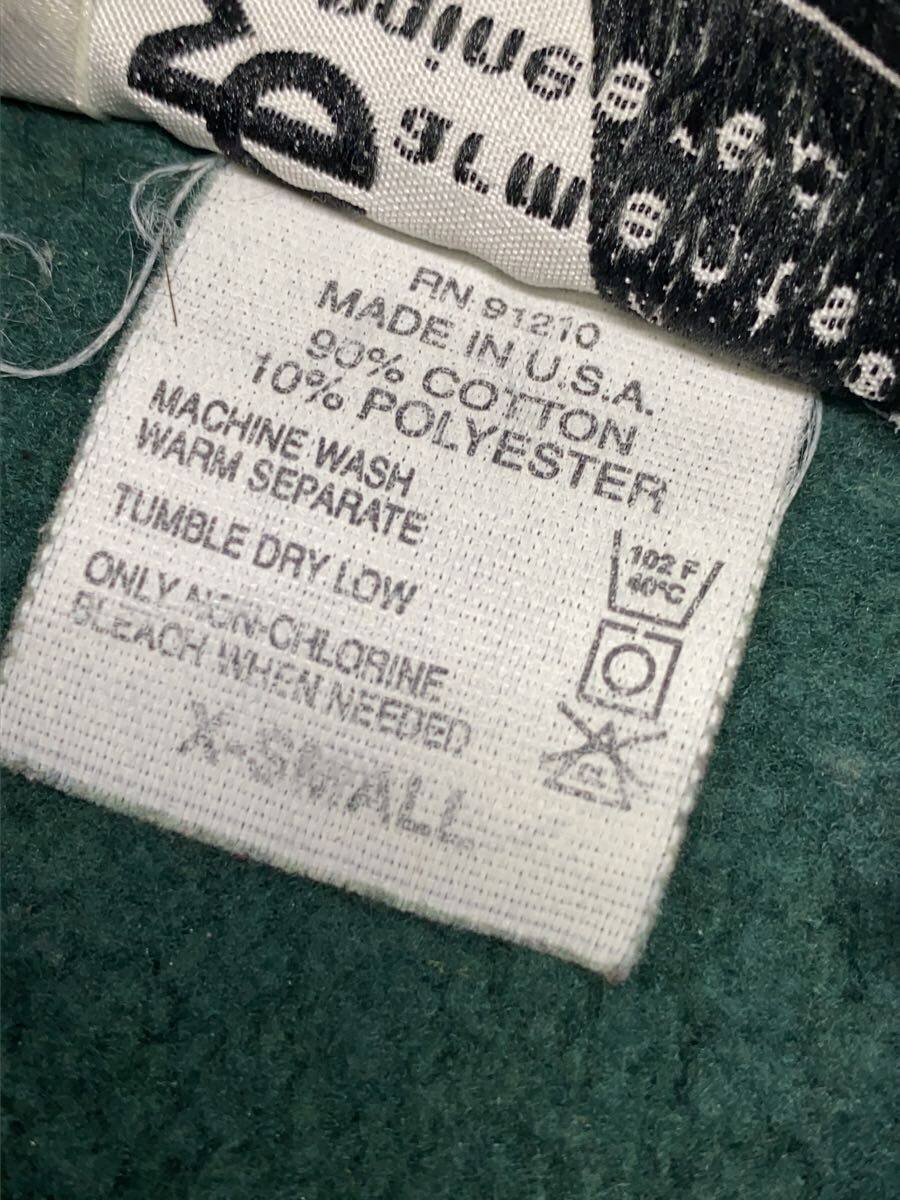 RN 91210
MADE IN U.S.A.
90% COTTON
10% POLYESTER
MACHINE WASH
WARM SEPARATE
TUMBLE DRY LOW
ONLY NON-CHLORINE
BLEACH WHEN NEEDED
X-SMALL
102 F
40°C